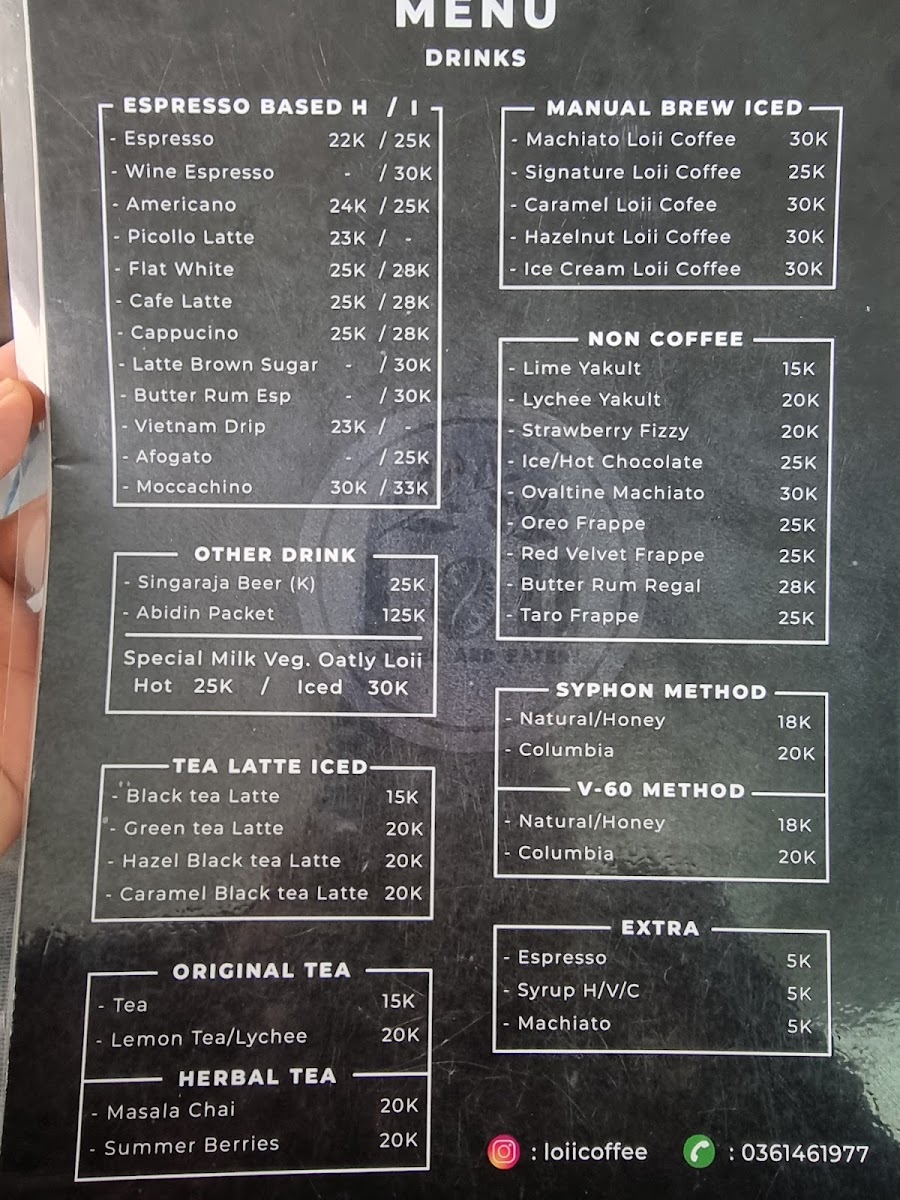 MENU
DRINKS
ESPRESSO BASED H / I
- Espresso 22K / 25K
- Wine Espresso - / 30K
- Americano 24K / 25K
- Picollo Latte 23K / -
- Flat White 25K / 28K
- Cafe Latte 25K / 28K
- Cappucino 25K / 28K
- Latte Brown Sugar - / 30K
- Butter Rum Esp - / 30K
- Vietnam Drip 23K / -
- Afogato - / 25K
- Moccachino 30K / 33K
OTHER DRINK
- Singaraja Beer (K) 25K
- Abidin Packet 125K
Special Milk Veg. Oatly Loii
Hot 25K / Iced 30K
TEA LATTE ICED
- Black tea Latte 15K
- Green tea Latte 20K
- Hazel Black tea Latte 20K
- Caramel Black tea Latte 20K
ORIGINAL TEA
- Tea 15K
- Lemon Tea/Lychee 20K
HERBAL TEA
- Masala Chai 20K
- Summer Berries 20K
MANUAL BREW ICED
- Machiato Loii Coffee 30K
- Signature Loii Coffee 25K
- Caramel Loii Cofee 30K
- Hazelnut Loii Coffee 30K
- Ice Cream Loii Coffee 30K
NON COFFEE
- Lime Yakult 15K
- Lychee Yakult 20K
- Strawberry Fizzy 20K
- Ice/Hot Chocolate 25K
- Ovaltine Machiato 30K
- Oreo Frappe 25K
- Red Velvet Frappe 25K
- Butter Rum Regal 28K
- Taro Frappe 25K
AND EATERY
SYPHON METHOD
- Natural/Honey 18K
- Columbia 20K
V-60 METHOD
- Natural/Honey 18K
- Columbia 20K
EXTRA
- Espresso 5K
- Syrup H/V/C 5K
- Machiato 5K
: loiicoffee : 0361461977